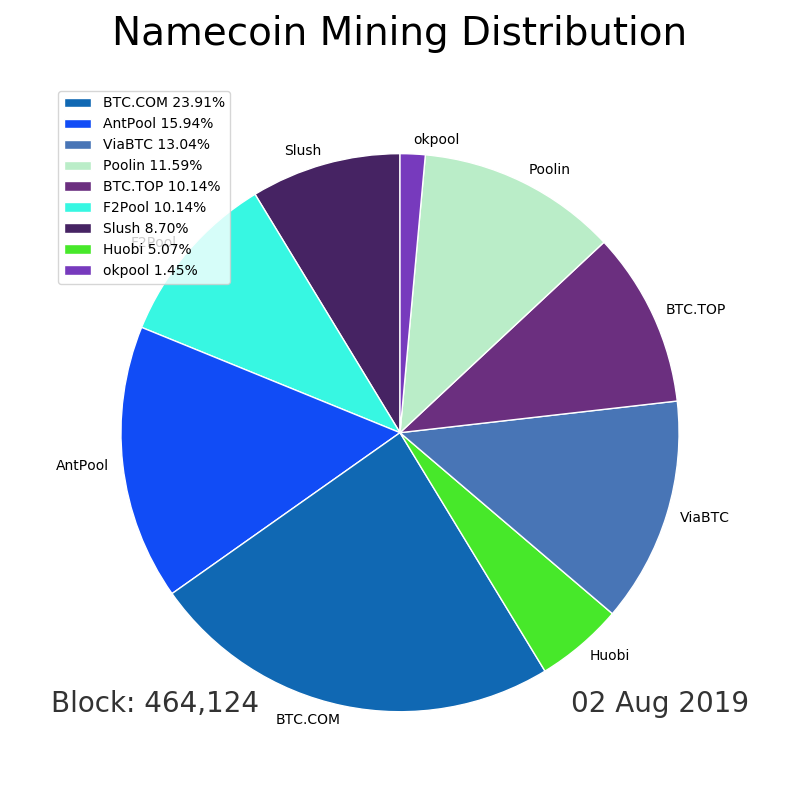 Namecoin Mining Distribution
BTC.COM 23.91%
AntPool 15.94%
ViaBTC 13.04%
Poolin 11.59%
BTC.TOP 10.14%
F2Pool 10.14%
Slush 8.70%
Huobi 5.07%
okpool 1.45%
okpool
Slush
Poolin
F2Pool
BTC.TOP
AntPool
ViaBTC
Huobi
Block: 464,124
02 Aug 2019
BTC.COM